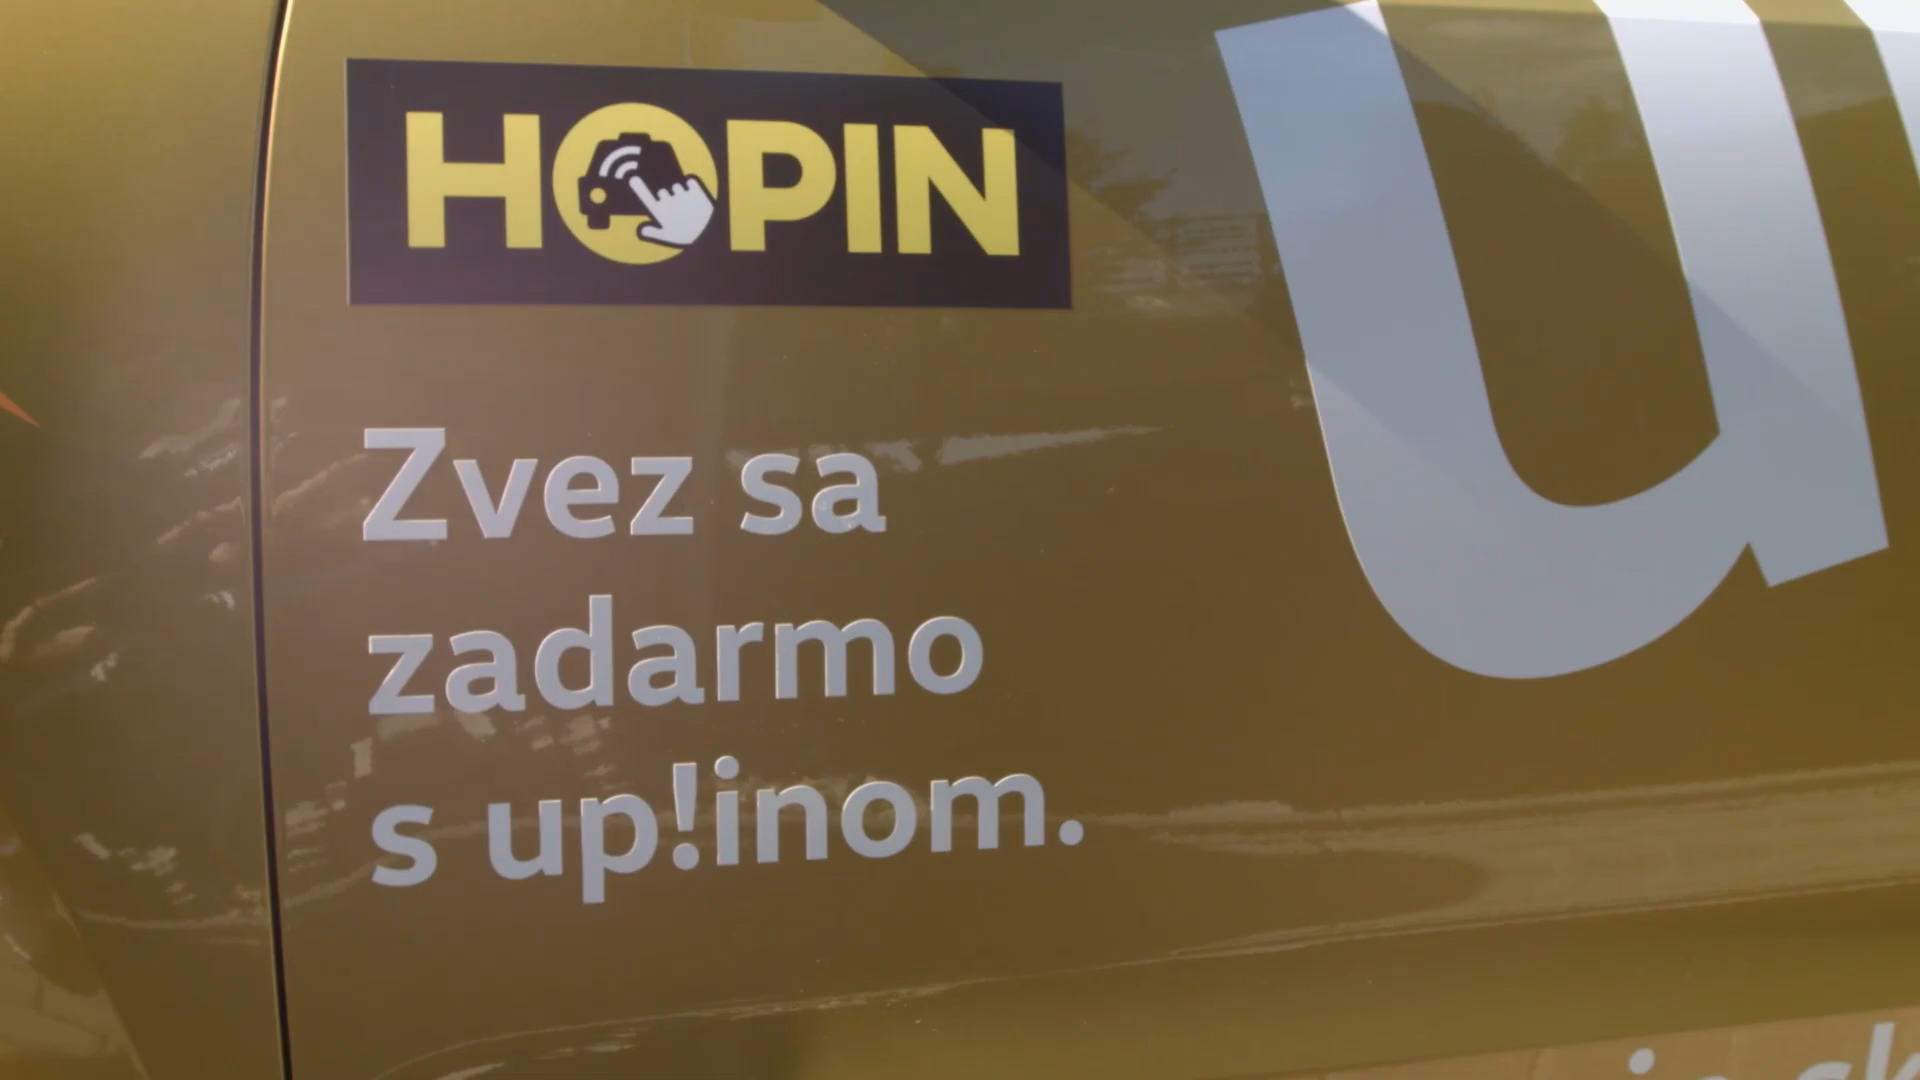 HOPIN
Zvez sa
zadarmo
s up!inom.
u